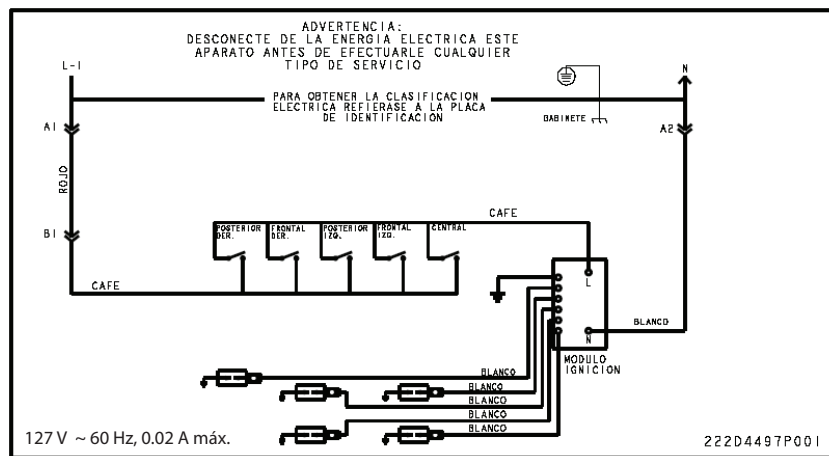 ADVERTENCIA:
DESCONECTE DE LA ENERGIA ELECTRICA ESTE
APARATO ANTES DE EFECTUARLE CUALQUIER
TIPO DE SERVICIO
L-1
N
PARA OBTENER LA CLASIFICACION
ELECTRICA REFIERASE A LA PLACA
DE IDENTIFICACION
GABINETE
A1
A2
ROJO
B1
CAFE
POSTERIOR
DER.
FRONTAL
DER.
POSTERIOR
IZQ.
FRONTAL
IZQ.
CENTRAL
CAFE
L
N
BLANCO
MODULO
IGNICION
BLANCO
BLANCO
BLANCO
BLANCO
BLANCO
127 V ~ 60 Hz, 0.02 A máx.
222D4497P001